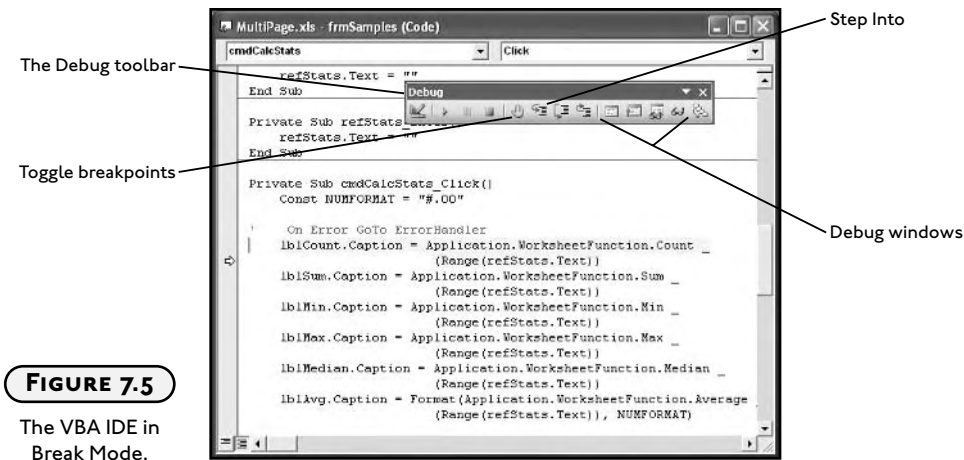 MultiPage.xls - frmSamples (Code)
Step Into
cmdCalcStats
Click
The Debug toolbar
refStats.Text = ""
End Sub
Debug
Private Sub refStats_
refStats.Text = ""
End Sub
Toggle breakpoints
Private Sub cmdCalcStats_Click()
Const NUMFORMAT = "#.00"
' On Error GoTo ErrorHandler
lblCount.Caption = Application.WorksheetFunction.Count _
(Range(refStats.Text))
Debug windows
lblSum.Caption = Application.WorksheetFunction.Sum _
(Range(refStats.Text))
lblMin.Caption = Application.WorksheetFunction.Min _
(Range(refStats.Text))
lblMax.Caption = Application.WorksheetFunction.Max _
(Range(refStats.Text))
lblMedian.Caption = Application.WorksheetFunction.Median _
(Range(refStats.Text))
lblAvg.Caption = Format(Application.WorksheetFunction.Average _
(Range(refStats.Text)), NUMFORMAT)
FIGURE 7.5
The VBA IDE in
Break Mode.